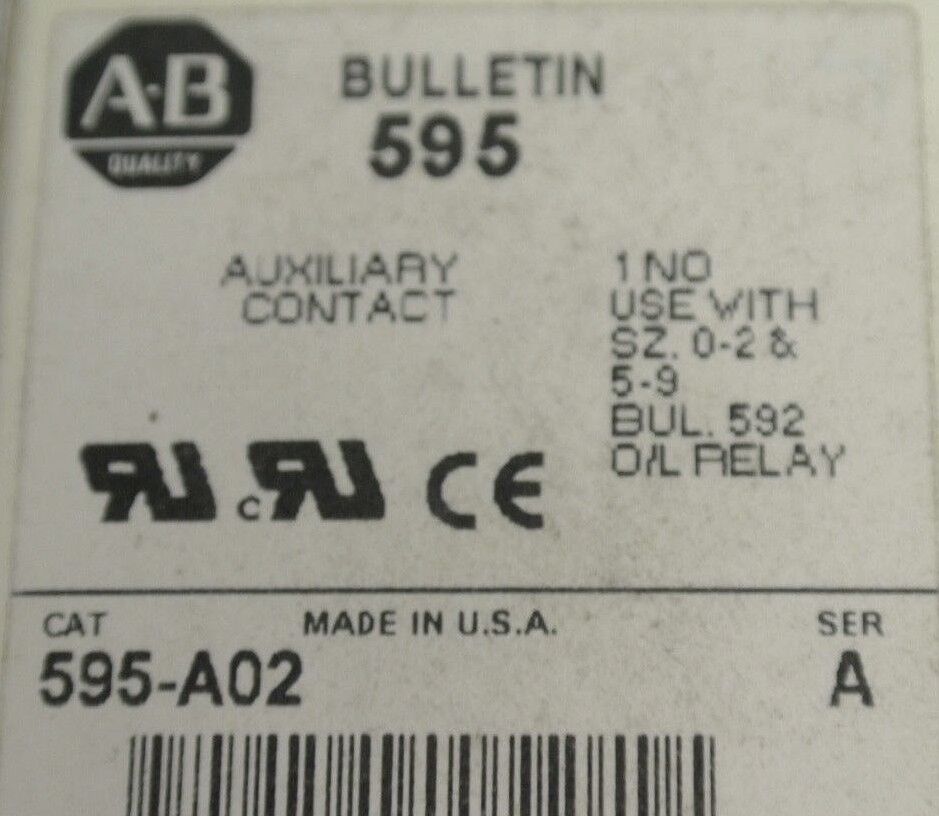 A-B
QUALITY
BULLETIN
595
AUXILIARY
CONTACT
1 NO
USE WITH
SZ. 0-2 &
5-9
BUL. 592
O/L RELAY
c
CE
CAT
MADE IN U.S.A.
SER
595-A02
A